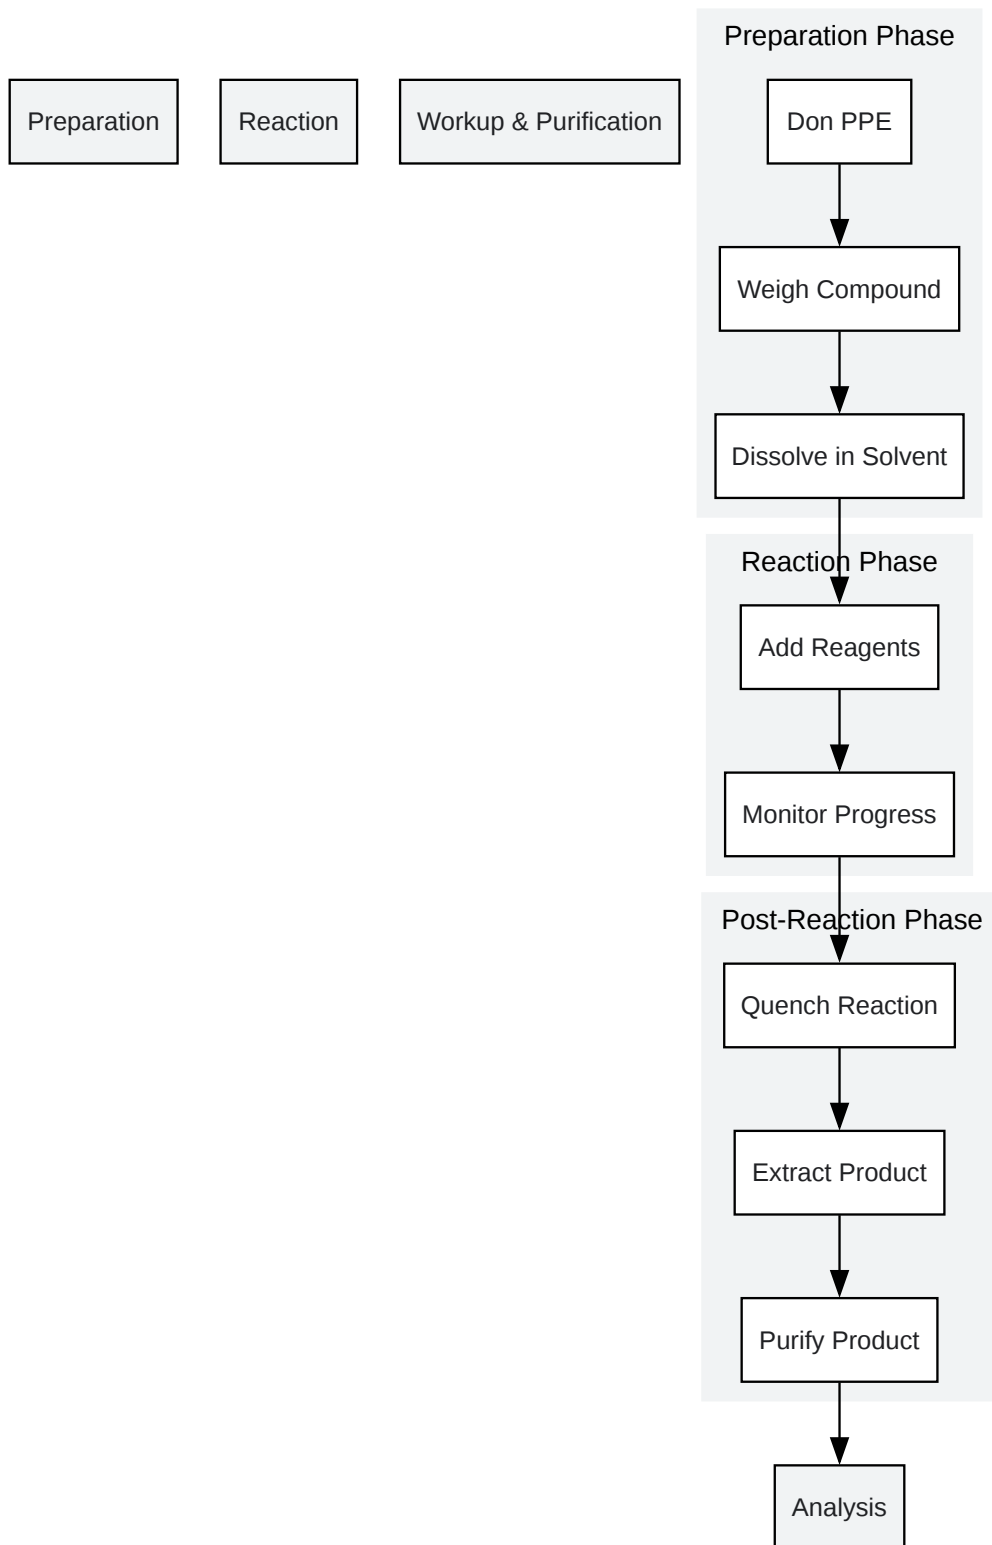 Preparation Phase
Preparation
Reaction
Workup & Purification
Don PPE
Weigh Compound
Dissolve in Solvent
Reaction Phase
Add Reagents
Monitor Progress
Post-Reaction Phase
Quench Reaction
Extract Product
Purify Product
Analysis